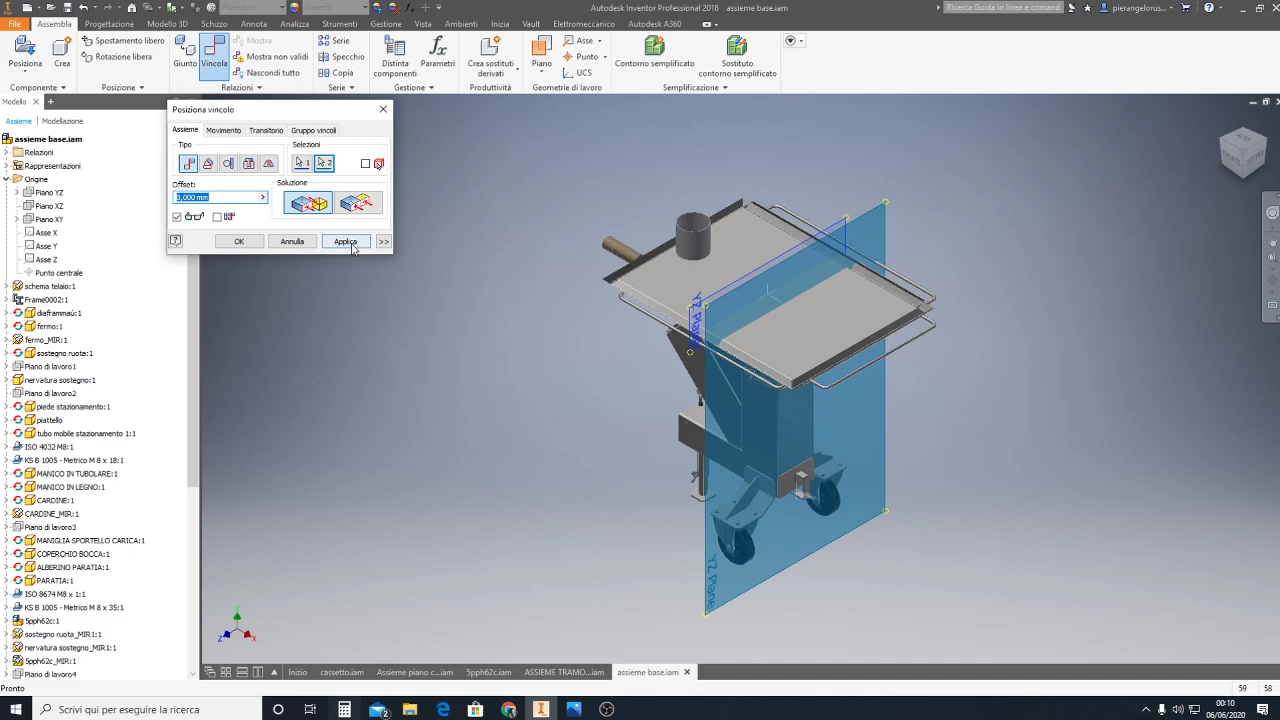 Autodesk Inventor Professional 2018 assieme base.iam
Ricerca Guida in linea e comand
pierangelorus...
File Assembla Progettazione Modello 3D Schizzo Annota Analizza Strumenti Gestione Vista Ambienti Inizia Vault Elettromeccanico Autodesk A360
Posiziona Crea Spostamento libero Rotazione libera
Giunto Vincola Mostra Mostra non validi Nascondi tutto
Serie Specchio Copia
Distinta componenti Parametri
Crea sostituti derivati
Piano Asse Punto UCS
Contorno semplificato Sostituto contorno semplificato
Componente Posizione Relazioni Serie Gestione Produttività Geometrie di lavoro Semplificazione
Modello
Assieme Modellazione
assieme base.iam
Relazioni
Rappresentazioni
Origine
Piano YZ
Piano XZ
Piano XY
Asse X
Asse Y
Asse Z
Punto centrale
schema telaio:1
Frame0002:1
diaframmaù:1
fermo:1
fermo_MIR:1
sostegno ruota:1
Piano di lavoro1
nervatura sostegno:1
Piano di lavoro2
piede stazionamento:1
piattello
tubo mobile stazionamento 1:1
ISO 4032 M8:1
KS B 1005 - Metrico M 8 x 18:1
MANICO IN TUBOLARE:1
MANICO IN LEGNO:1
CARDINE:1
CARDINE_MIR:1
Piano di lavoro3
MANIGLIA SPORTELLO CARICA:1
COPERCHIO BOCCA:1
ALBERNO PARATIA:1
PARATIA:1
ISO 4032 M8 x 1:1
KS B 1005 - Metrico M 8 x 35:1
5pph62c:1
sostegno ruota_MIR1:1
nervatura sostegno_MIR:1
5pph62c_MIR:1
Piano di lavoro4
Posiziona vincolo
Assieme Movimento Transitorio Gruppo vincoli
Tipo Selezioni
1 2
Offset: Soluzione
0,000 mm
OK Annulla Applica >>
YZ Plane
YZ Plane
Y
Z X
Inizio cassetto.iam Assieme piano c...iam 5pph62c.iam ASSIEME TRAMO...iam assieme base.iam
Pronto 59 58
Scrivi qui per eseguire la ricerca
00:10
06/06/2020